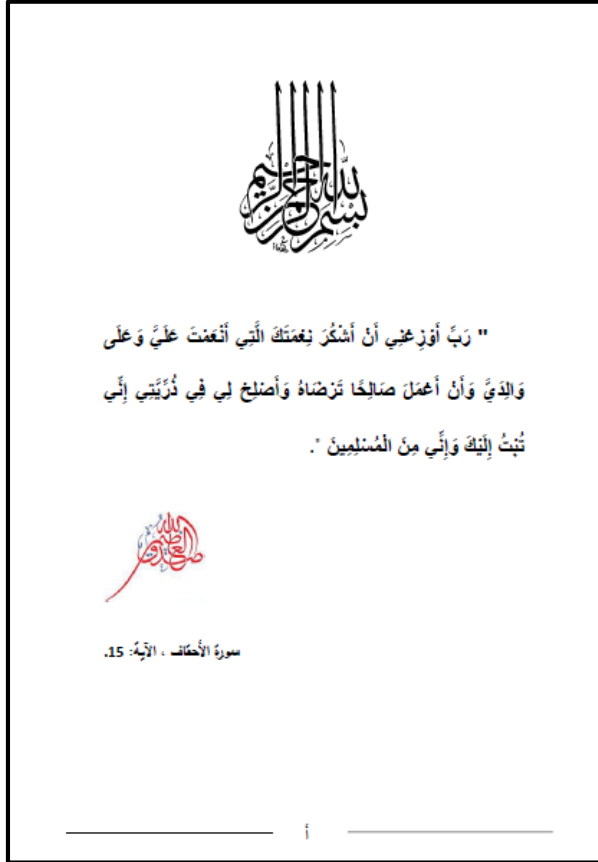 بسم الله الرحمن الرحيم
" رَبِّ أَوْزِعْنِي أَنْ أَشْكُرَ نِعْمَتَكَ الَّتِي أَنْعَمْتَ عَلَيَّ وَعَلَى
وَالِدَيَّ وَأَنْ أَعْمَلَ صَالِحًا تَرْضَاهُ وَأَصْلِحْ لِي فِي ذُرِّيَّتِي إِنِّي
تُبْتُ إِلَيْكَ وَإِنِّي مِنَ الْمُسْلِمِينَ ".
صدق الله العظيم
سورة الأحقاف ، الآية: 15.
أ